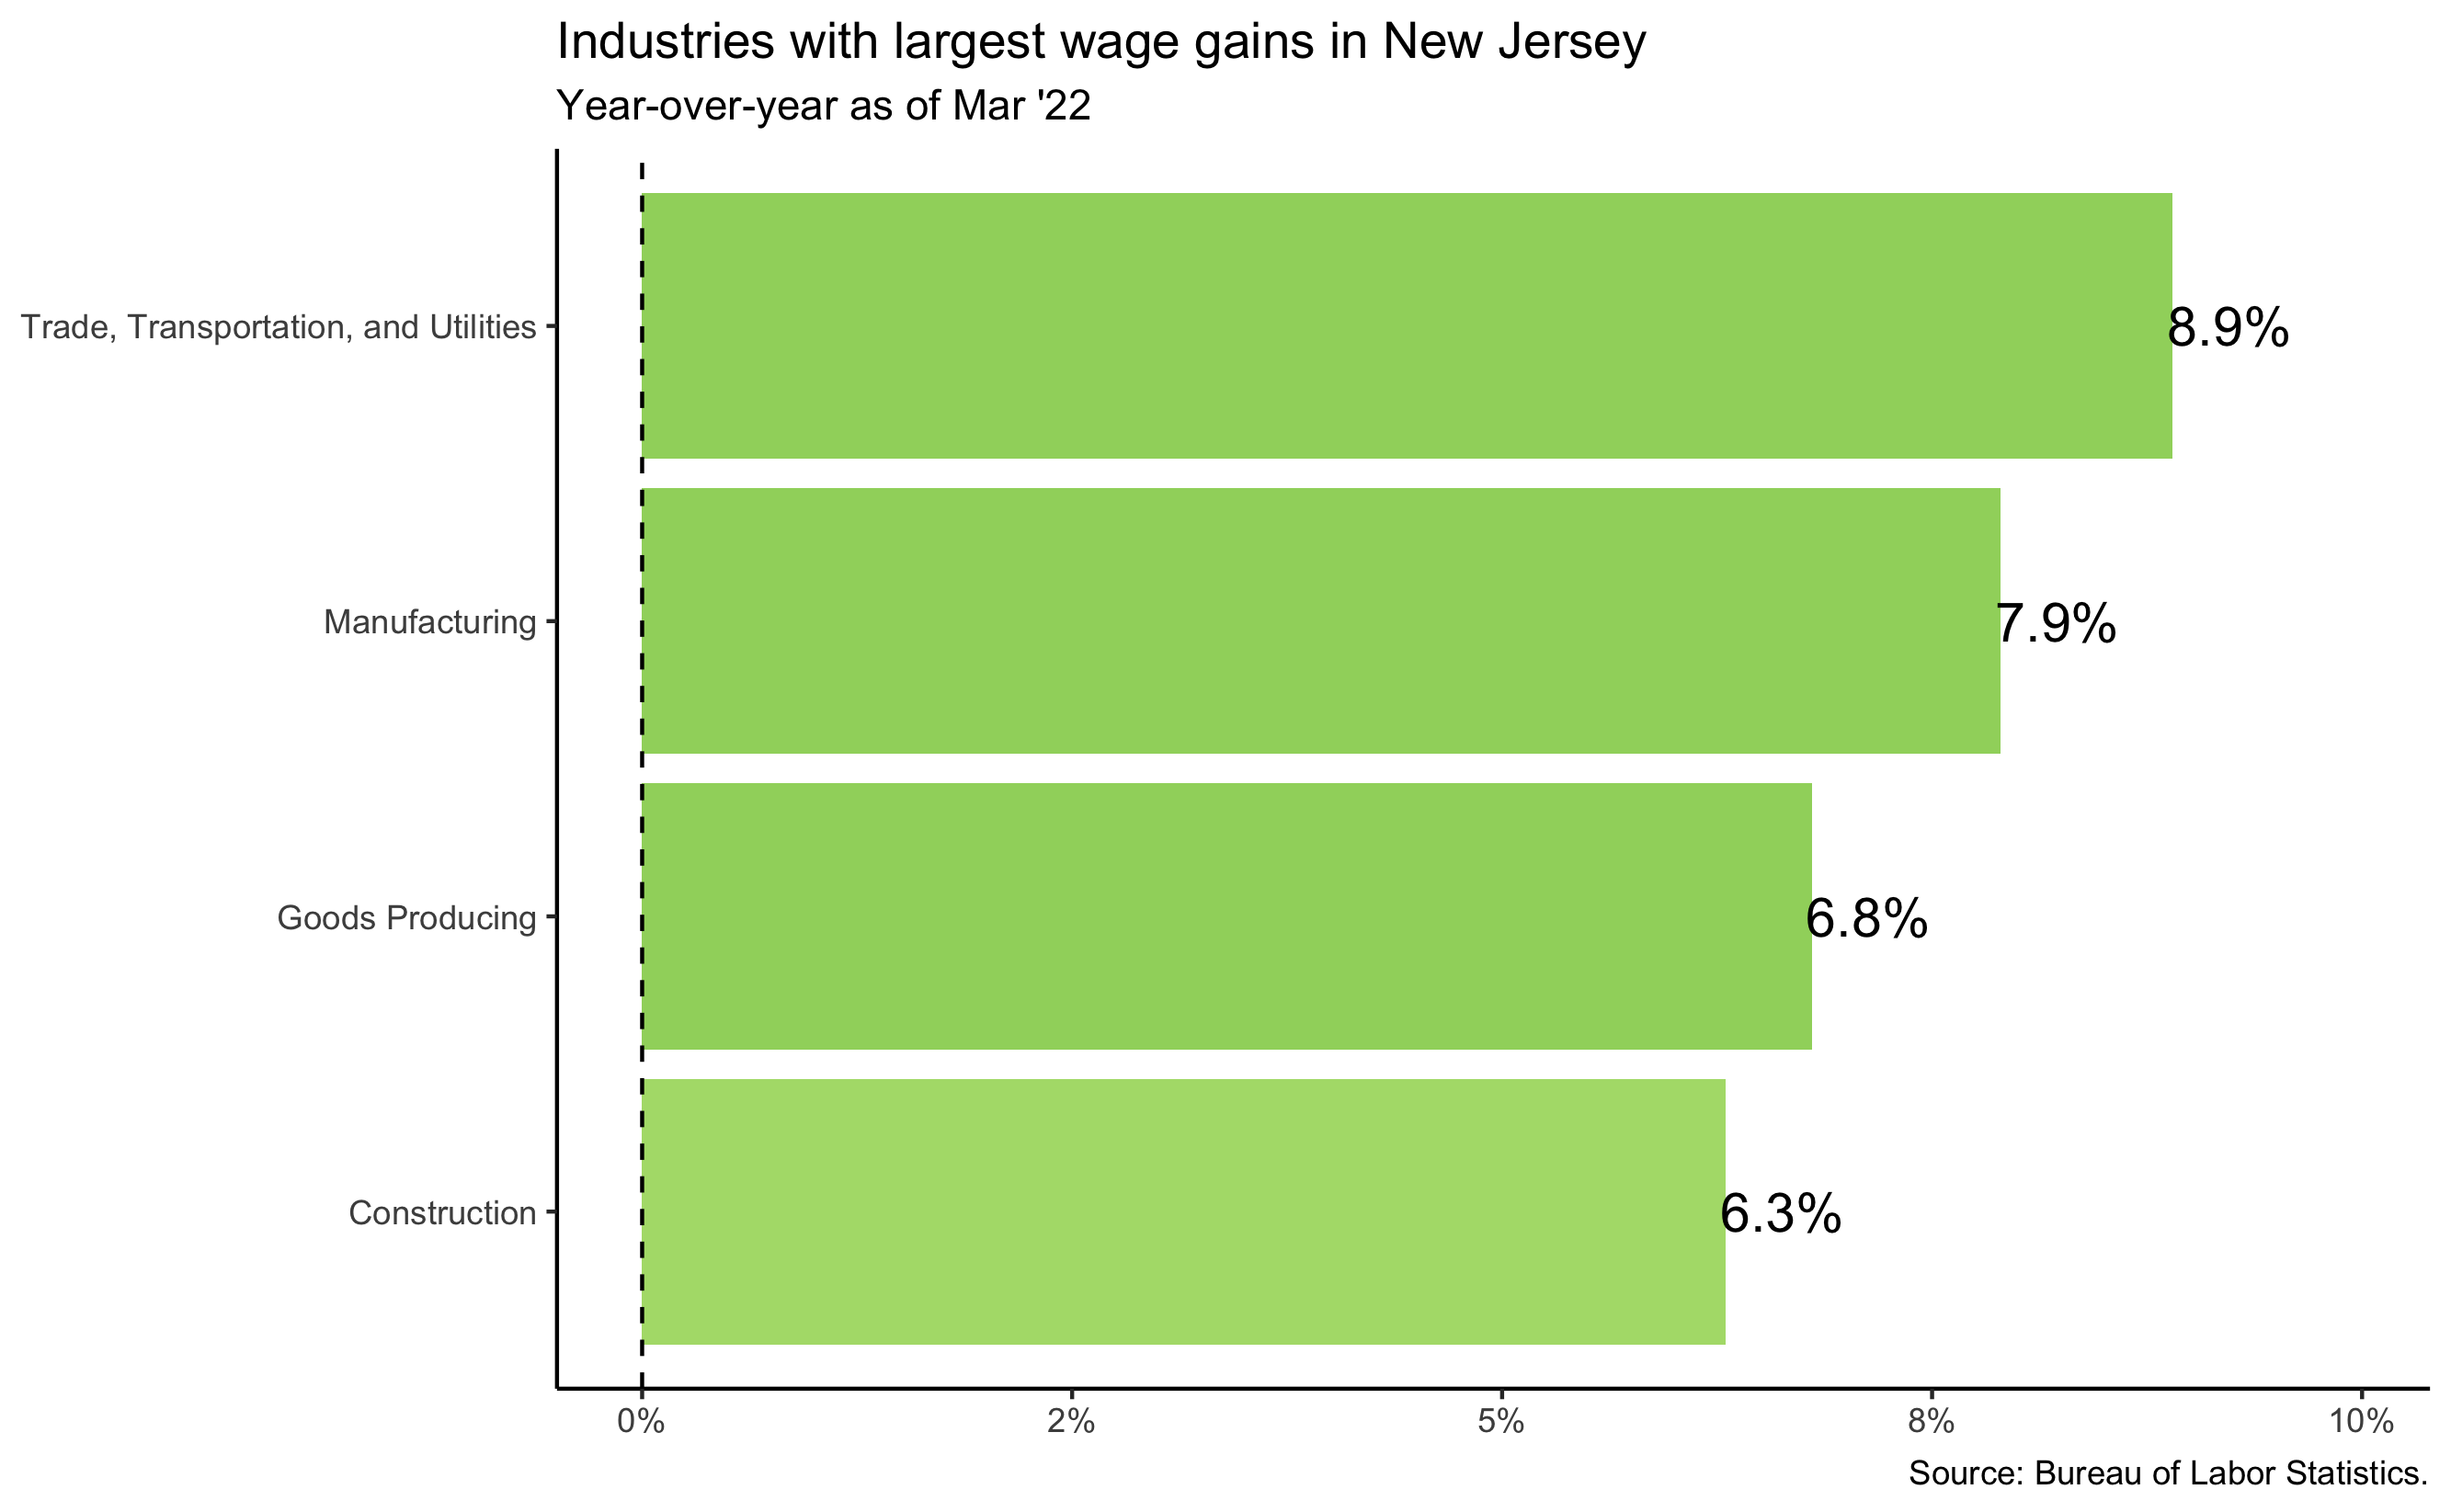 Industries with largest wage gains in New Jersey
Year-over-year as of Mar '22
Trade, Transportation, and Utilities
8.9%
Manufacturing
7.9%
Goods Producing
6.8%
Construction
6.3%
0% 2% 5% 8% 10%
Source: Bureau of Labor Statistics.